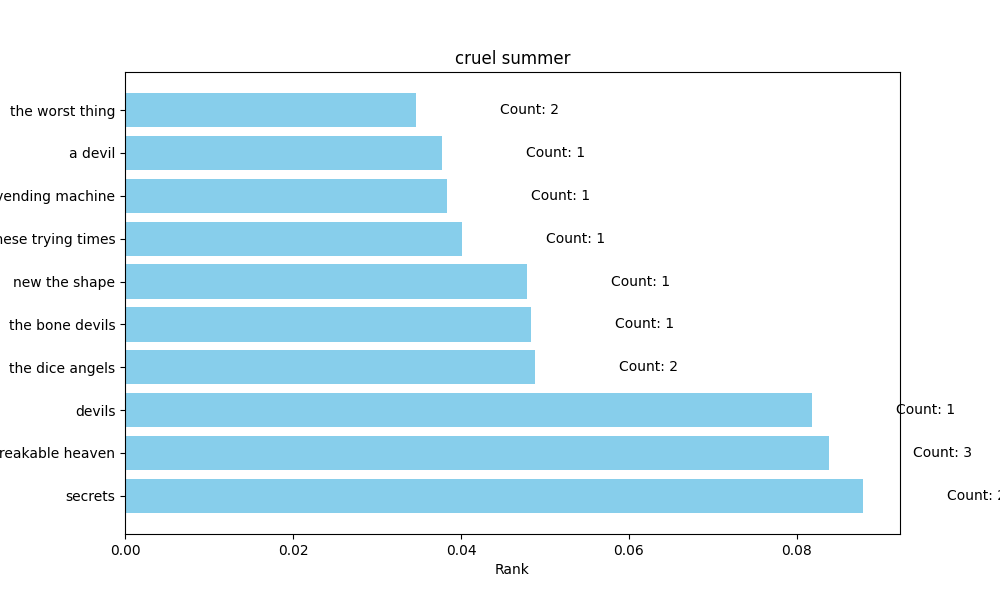 cruel summer
the worst thing Count: 2
a devil Count: 1
vending machine Count: 1
hese trying times Count: 1
new the shape Count: 1
the bone devils Count: 1
the dice angels Count: 2
devils Count: 1
reakable heaven Count: 3
secrets Count: 2
0.00 0.02 0.04 0.06 0.08
Rank